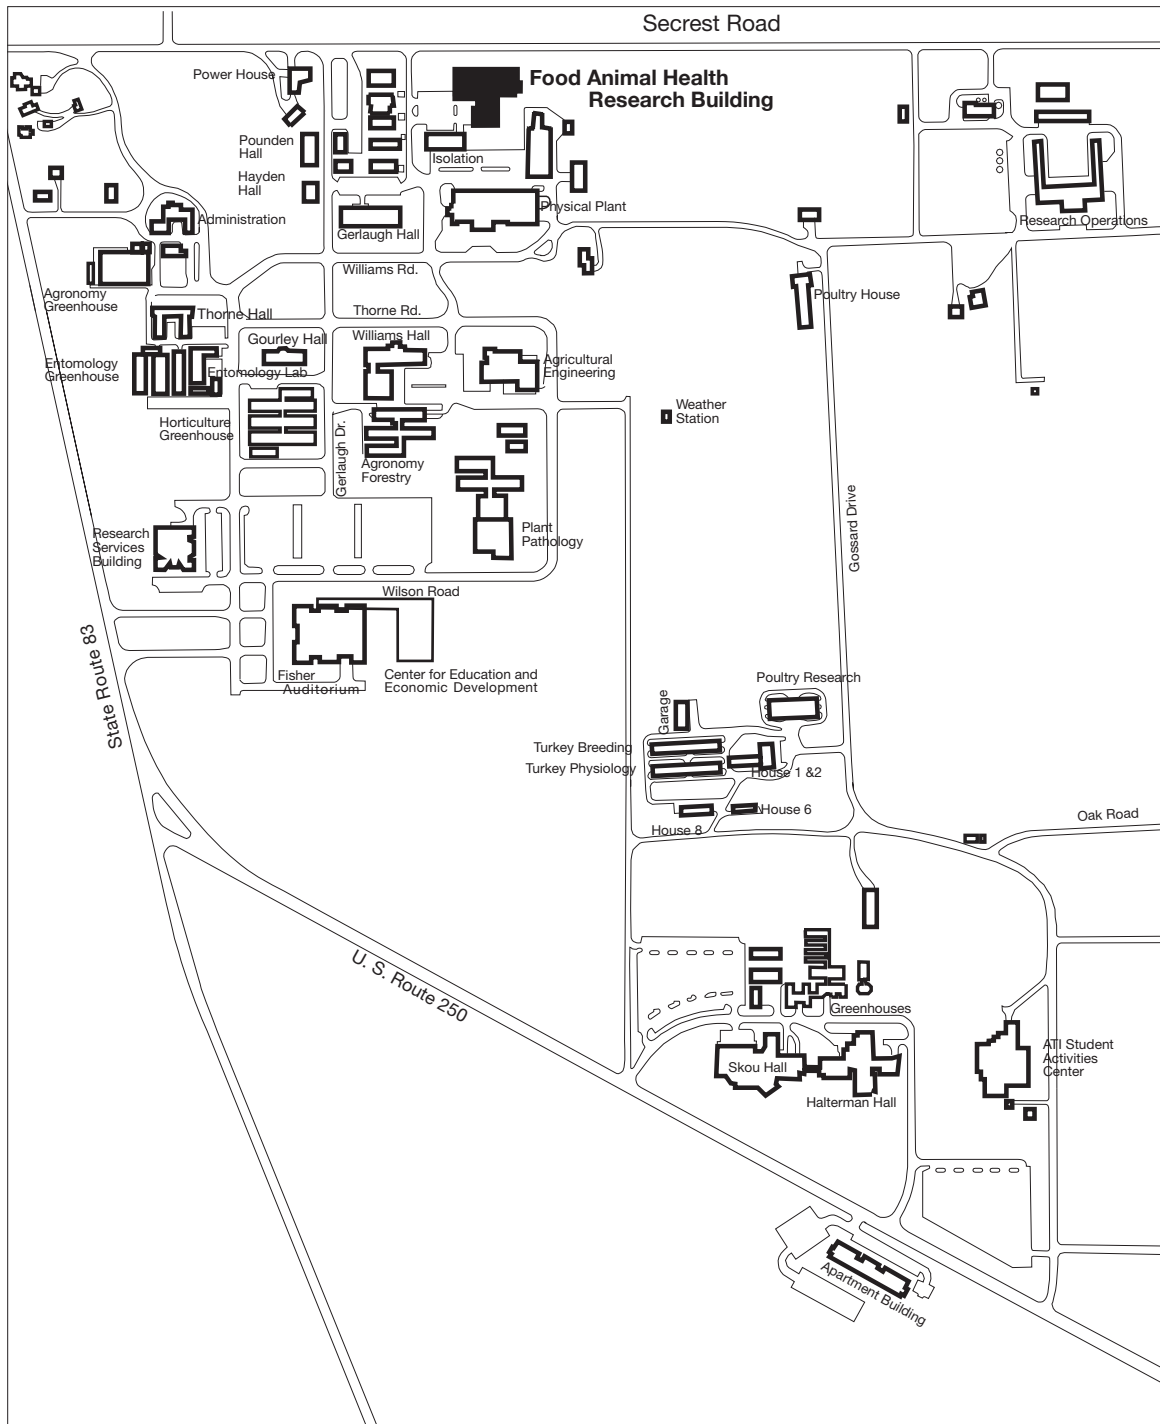 Secrest Road
Power House
Food Animal Health
Research Building
Pounden
Hall
Isolation
Hayden
Hall
Administration
Physical Plant
Research Operations
Gerlaugh Hall
Williams Rd.
Agronomy
Greenhouse
Poultry House
Thorne Rd.
Thorne Hall
Gourley Hall
Williams Hall
Entomology
Greenhouse
Entomology Lab
Agricultural
Engineering
Weather
Station
Horticulture
Greenhouse
Gerlaugh Dr.
Agronomy
Forestry
Gossard Drive
Research
Services
Building
Plant
Pathology
Wilson Road
State Route 83
Fisher
Auditorium
Center for Education and
Economic Development
Poultry Research
Garage
Turkey Breeding
Turkey Physiology
House 1 &2
House 6
House 8
Oak Road
U. S. Route 250
Greenhouses
Skou Hall
Halterman Hall
ATI Student
Activities
Center
Apartment Building